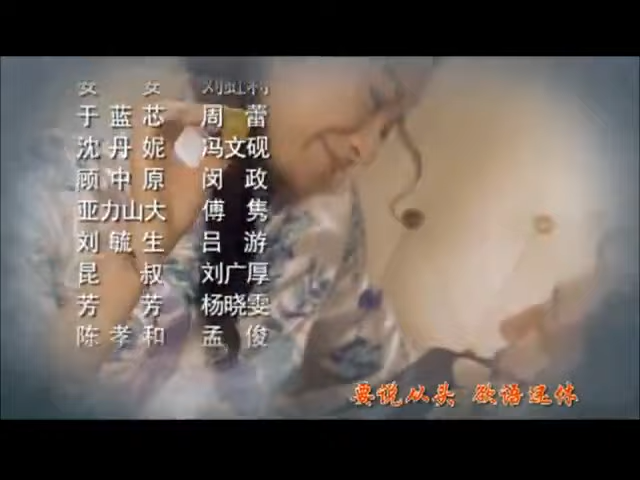 于蓝芯 周蕾
沈丹妮 冯文砚
顾中原 闵政
亚力山大 傅隽
刘毓生 吕游
昆叔 刘广厚
芳芳 杨晓雯
陈孝和 孟俊
要说从头 欲语还休